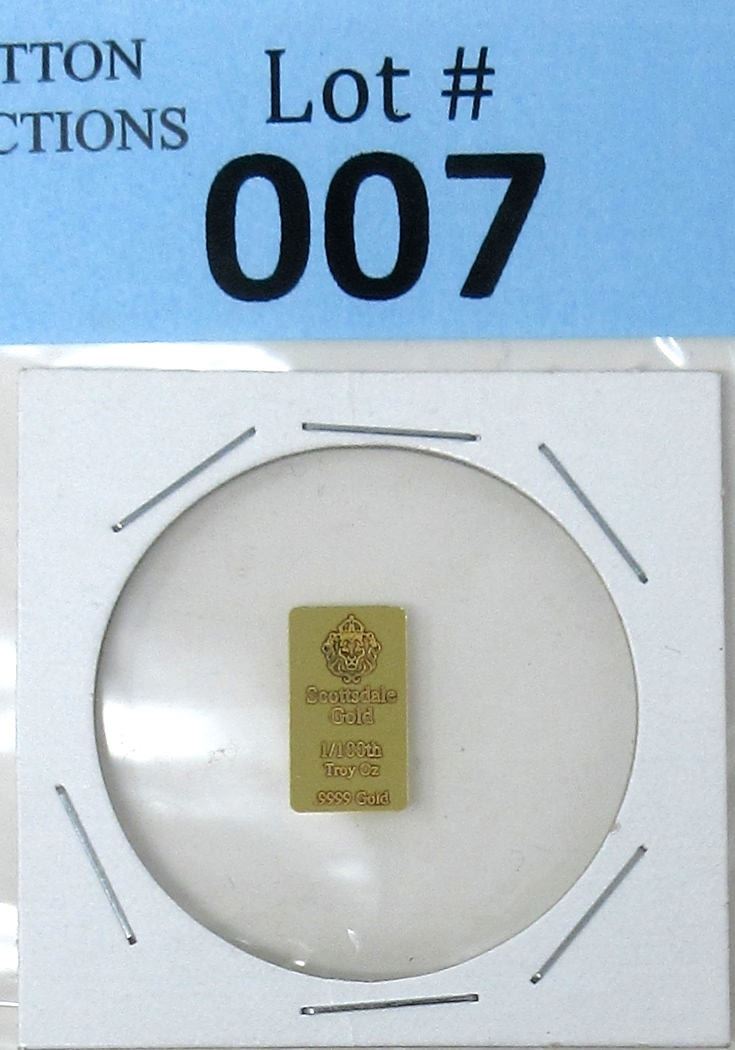 TTON
CTIONS
Lot #
007
Scottsdale
Gold
1/100th
Troy Oz
.9999 Gold